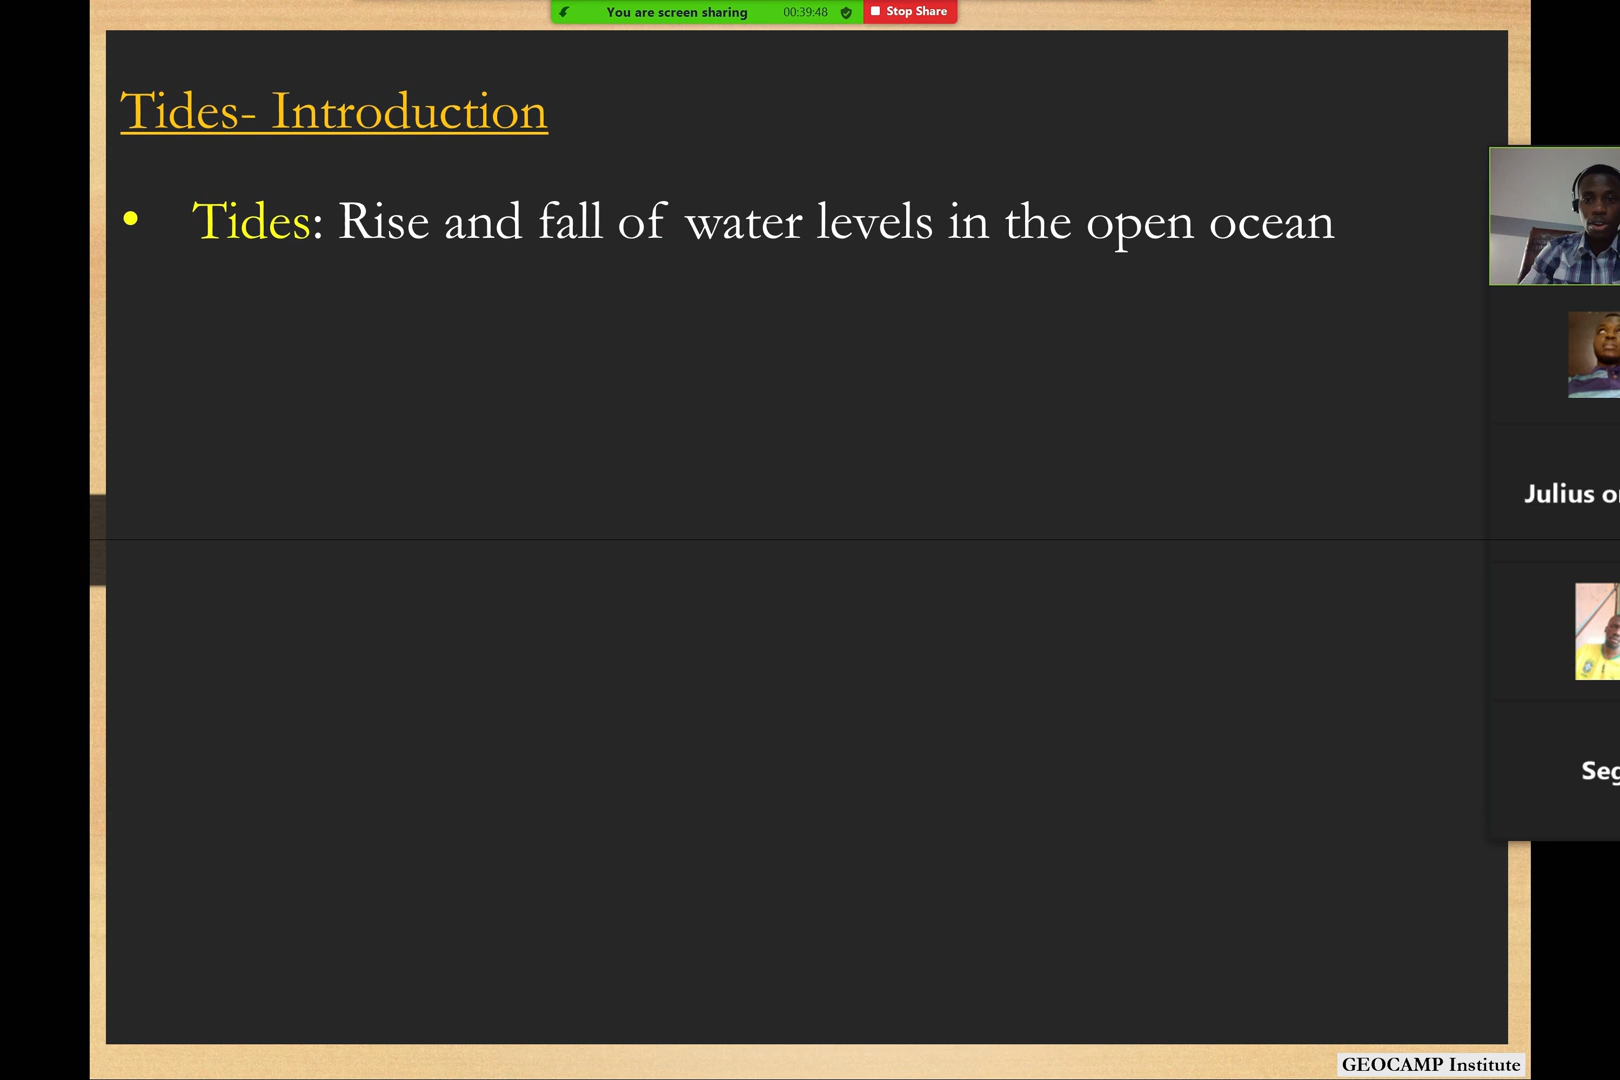 You are screen sharing 00:39:48 Stop Share
Tides- Introduction
• Tides: Rise and fall of water levels in the open ocean
Julius
GEOCAMP Institute